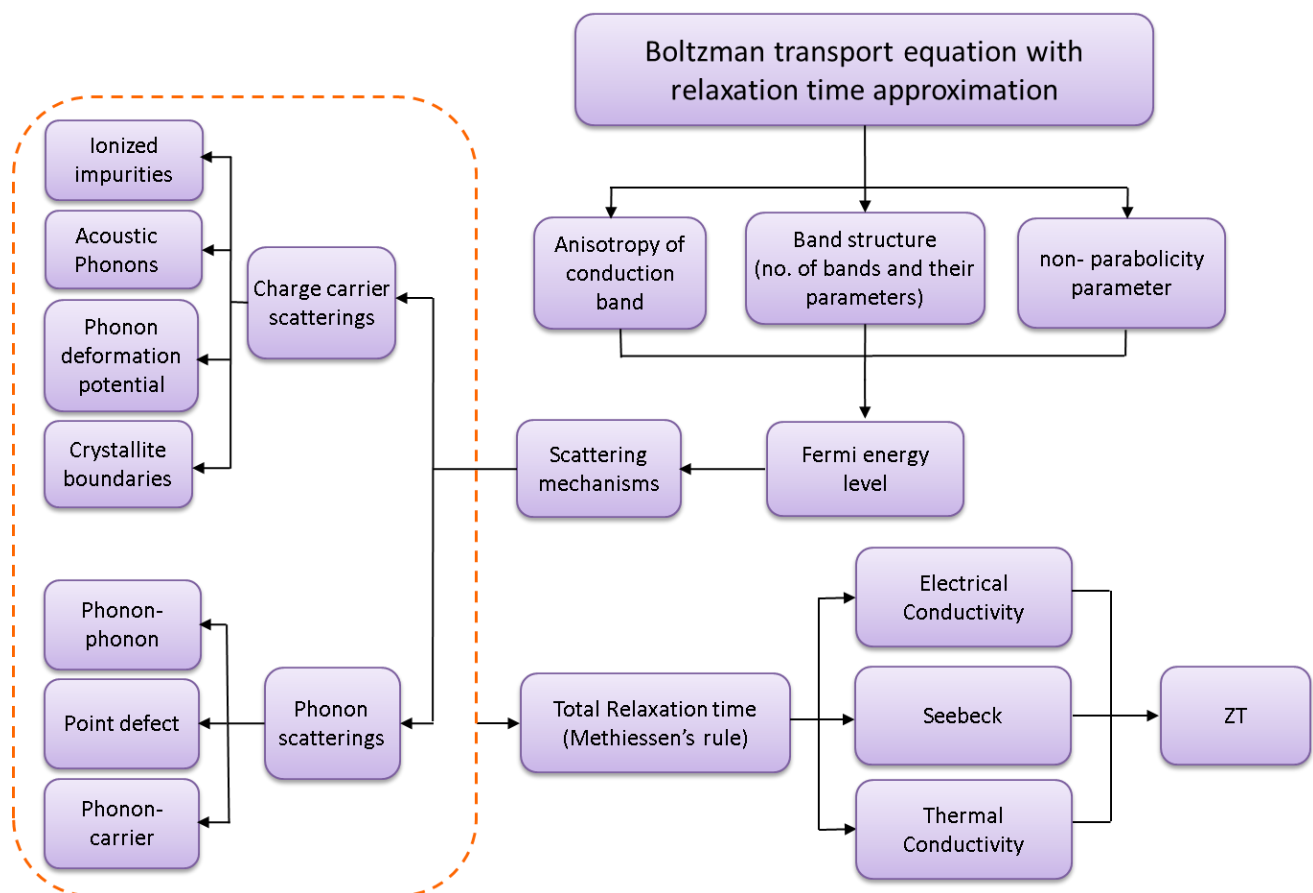 Boltzman transport equation with
relaxation time approximation
Anisotropy of
conduction
band
Band structure
(no. of bands and their
parameters)
non- parabolicity
parameter
Fermi energy
level
Scattering
mechanisms
Charge carrier
scatterings
Ionized
impurities
Acoustic
Phonons
Phonon
deformation
potential
Crystallite
boundaries
Phonon
scatterings
Phonon-
phonon
Point defect
Phonon-
carrier
Total Relaxation time
(Methiessen’s rule)
Electrical
Conductivity
Seebeck
Thermal
Conductivity
ZT